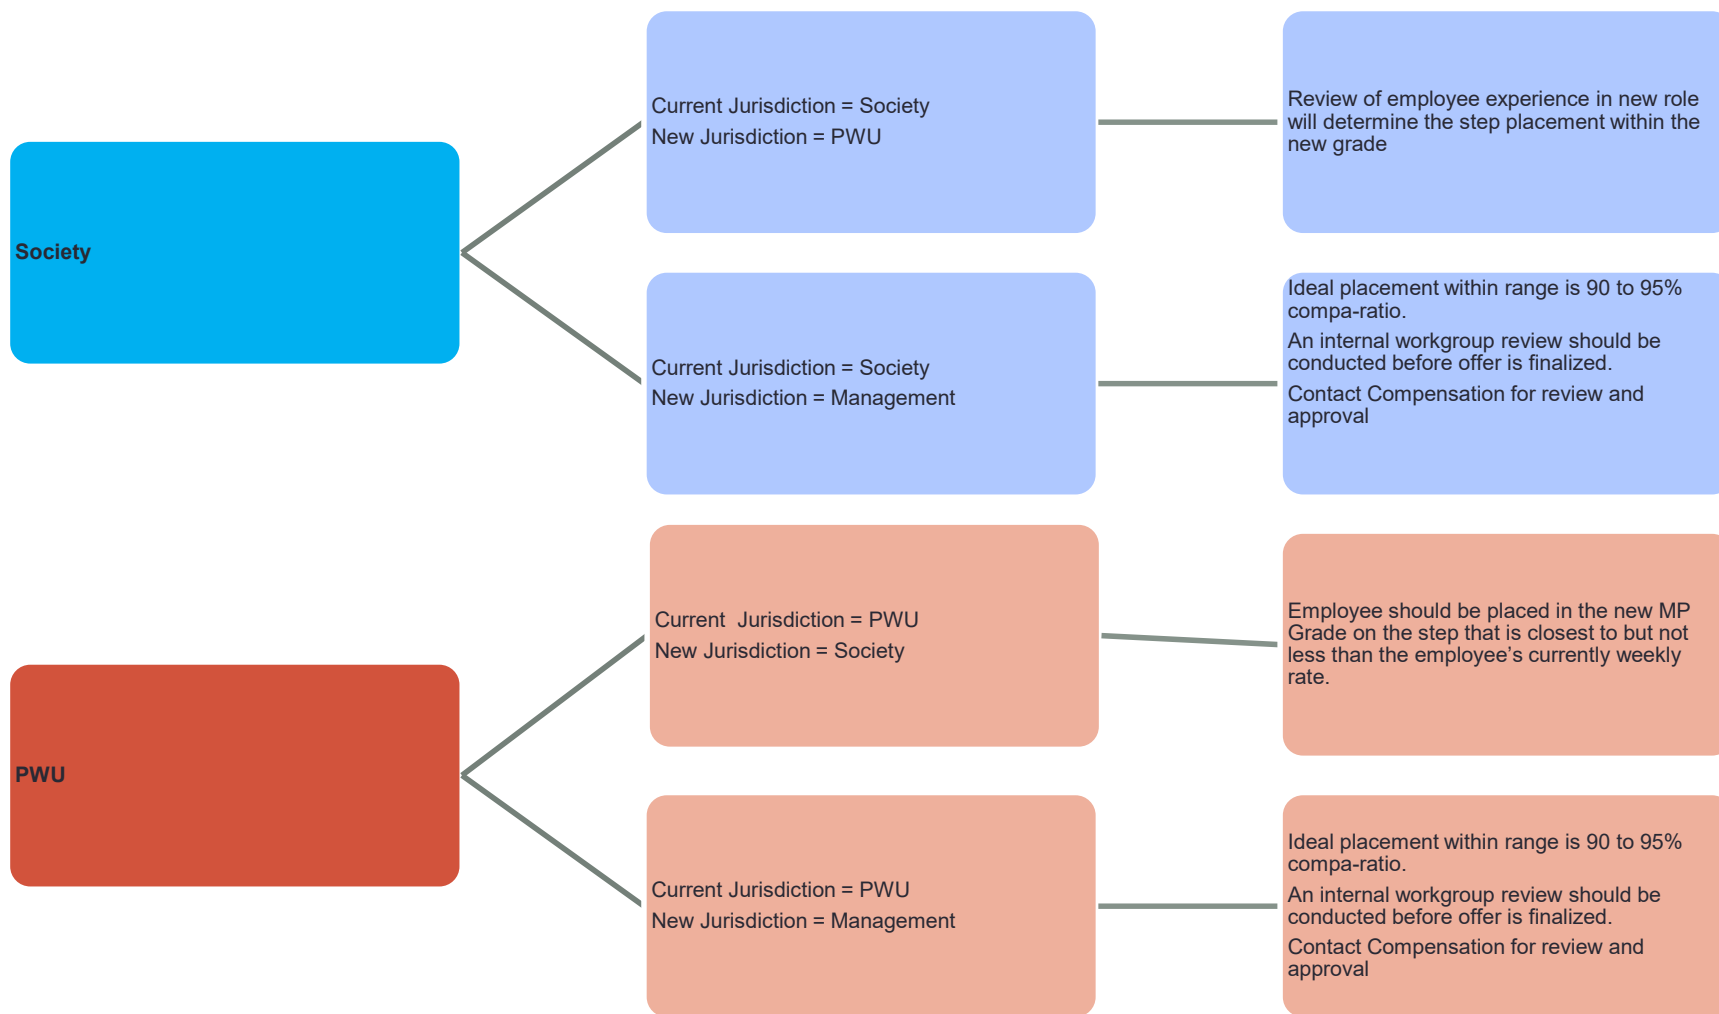 Society
Current Jurisdiction = Society
New Jurisdiction = PWU
Review of employee experience in new role
will determine the step placement within the
new grade
Current Jurisdiction = Society
New Jurisdiction = Management
Ideal placement within range is 90 to 95%
compa-ratio.
An internal workgroup review should be
conducted before offer is finalized.
Contact Compensation for review and
approval
PWU
Current  Jurisdiction = PWU
New Jurisdiction = Society
Employee should be placed in the new MP
Grade on the step that is closest to but not
less than the employee’s currently weekly
rate.
Current Jurisdiction = PWU
New Jurisdiction = Management
Ideal placement within range is 90 to 95%
compa-ratio.
An internal workgroup review should be
conducted before offer is finalized.
Contact Compensation for review and
approval